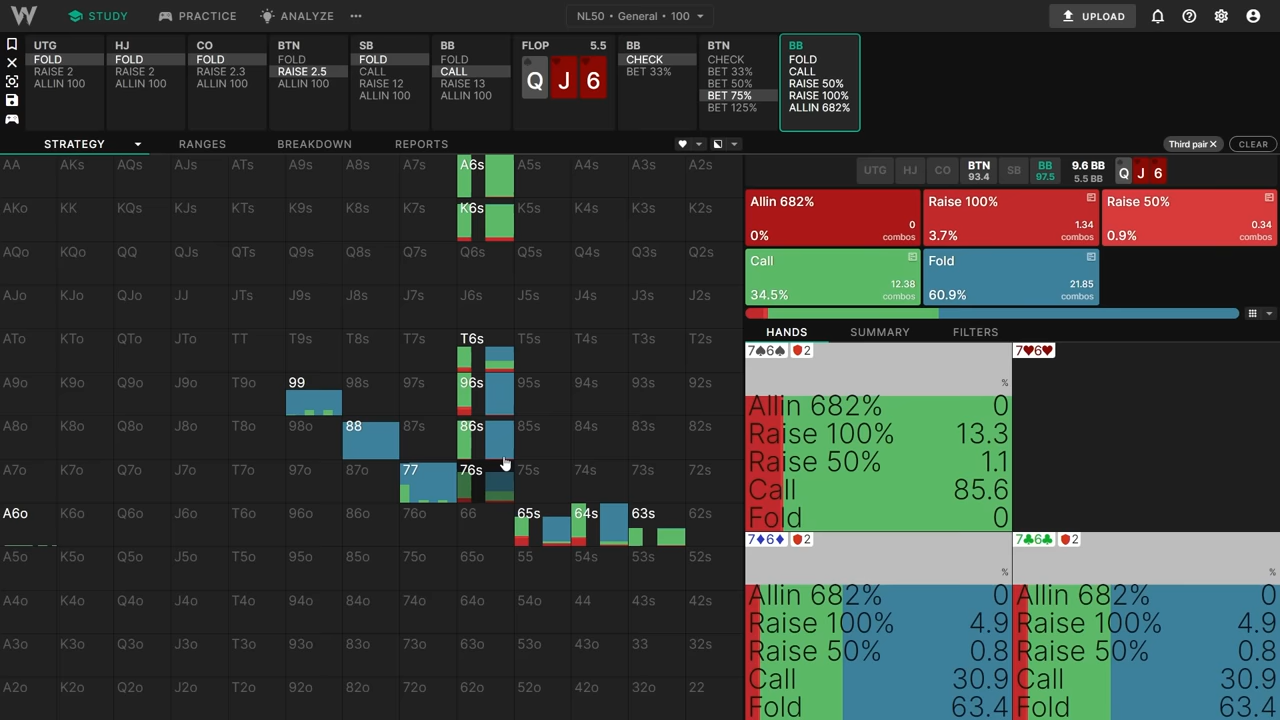 W STUDY PRACTICE ANALYZE ••• NL50 • General • 100 UPLOAD
UTG
FOLD
RAISE 2
ALLIN 100
HJ
FOLD
RAISE 2
ALLIN 100
CO
FOLD
RAISE 2.3
ALLIN 100
BTN
FOLD
RAISE 2.5
ALLIN 100
SB
FOLD
CALL
RAISE 12
ALLIN 100
BB
FOLD
CALL
RAISE 13
ALLIN 100
FLOP 5.5
Q J 6
BB
CHECK
BET 33%
BTN
CHECK
BET 33%
BET 50%
BET 75%
BET 125%
BB
FOLD
CALL
RAISE 50%
RAISE 100%
ALLIN 682%
STRATEGY RANGES BREAKDOWN REPORTS Third pair CLEAR
AA AKs AQs AJs ATs A9s A8s A7s A6s A5s A4s A3s A2s
AKo KK KQs KJs KTs K9s K8s K7s K6s K5s K4s K3s K2s
AQo KQo QQ QJs QTs Q9s Q8s Q7s Q6s Q5s Q4s Q3s Q2s
AJo KJo QJo JJ JTs J9s J8s J7s J6s J5s J4s J3s J2s
ATo KTo QTo JTo TT T9s T8s T7s T6s T5s T4s T3s T2s
A9o K9o Q9o J9o T9o 99 98s 97s 96s 95s 94s 93s 92s
A8o K8o Q8o J8o T8o 98o 88 87s 86s 85s 84s 83s 82s
A7o K7o Q7o J7o T7o 97o 87o 77 76s 75s 74s 73s 72s
A6o K6o Q6o J6o T6o 96o 86o 76o 66 65s 64s 63s 62s
A5o K5o Q5o J5o T5o 95o 85o 75o 65o 55 54s 53s 52s
A4o K4o Q4o J4o T4o 94o 84o 74o 64o 54o 44 43s 42s
A3o K3o Q3o J3o T3o 93o 83o 73o 63o 53o 43o 33 32s
A2o K2o Q2o J2o T2o 92o 82o 72o 62o 52o 42o 32o 22
UTG HJ CO BTN 93.4 SB BB 97.5 9.6 BB 5.5 BB Q J 6
Allin 682%
0
0% combos
Raise 100%
1.34
3.7% combos
Raise 50%
0.34
0.9% combos
Call
12.38
34.5% combos
Fold
21.85
60.9% combos
HANDS SUMMARY FILTERS
7♠6♠ 2
%
Allin 682% 0
Raise 100% 13.3
Raise 50% 1.1
Call 85.6
Fold 0
7♥6♥
7♦6♦ 2
%
Allin 682% 0
Raise 100% 4.9
Raise 50% 0.8
Call 30.9
Fold 63.4
7♣6♣ 2
%
Allin 682% 0
Raise 100% 4.9
Raise 50% 0.8
Call 30.9
Fold 63.4